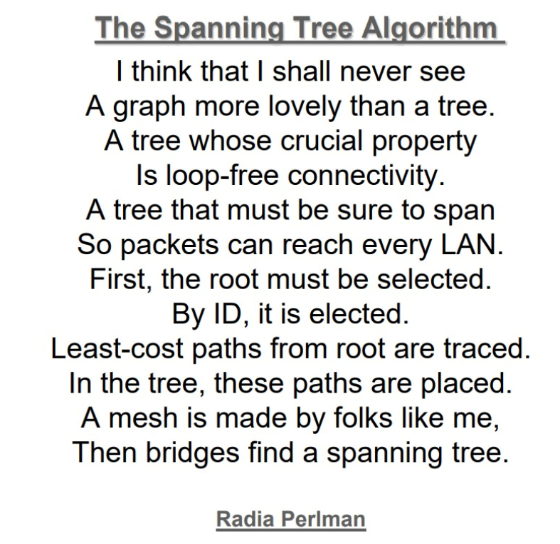 The Spanning Tree Algorithm
I think that I shall never see
A graph more lovely than a tree.
A tree whose crucial property
Is loop-free connectivity.
A tree that must be sure to span
So packets can reach every LAN.
First, the root must be selected.
By ID, it is elected.
Least-cost paths from root are traced.
In the tree, these paths are placed.
A mesh is made by folks like me,
Then bridges find a spanning tree.
Radia Perlman